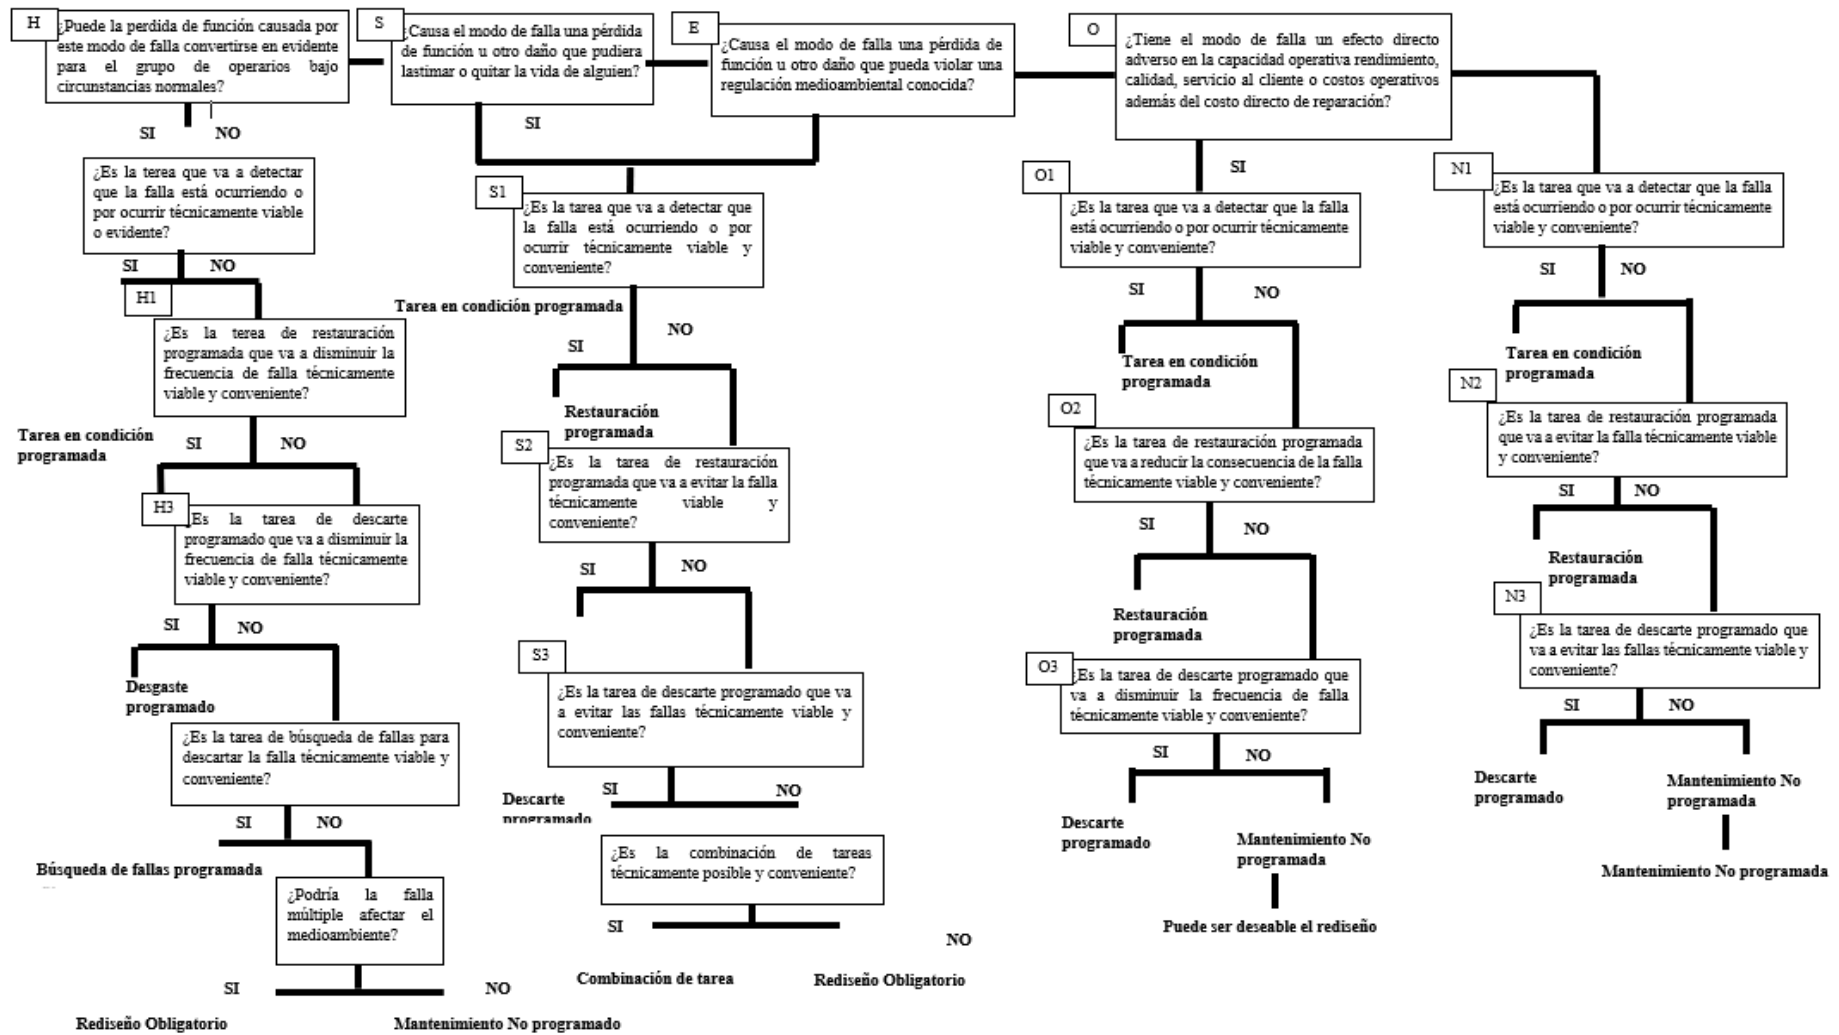 H
¿Puede la perdida de función causada por
este modo de falla convertirse en evidente
para el grupo de operarios bajo
circunstancias normales?
SI
NO
¿Es la terea que va a detectar
que la falla está ocurriendo o
por ocurrir técnicamente viable
o evidente?
SI
NO
H1
¿Es la terea de restauración
programada que va a disminuir la
frecuencia de falla técnicamente
viable y conveniente?
Tarea en condición
programada
SI
NO
H3
¿Es la tarea de descarte
programado que va a disminuir la
frecuencia de falla técnicamente
viable y conveniente?
SI
NO
Desgaste
programado
¿Es la tarea de búsqueda de fallas para
descartar la falla técnicamente viable y
conveniente?
SI
NO
Búsqueda de fallas programada
¿Podría la falla
múltiple afectar el
medioambiente?
SI
NO
Rediseño Obligatorio
Mantenimiento No programado
S
¿Causa el modo de falla una pérdida
de función u otro daño que pudiera
lastimar o quitar la vida de alguien?
SI
E
¿Causa el modo de falla una pérdida de
función u otro daño que pueda violar una
regulación medioambiental conocida?
S1
¿Es la tarea que va a detectar que
la falla está ocurriendo o por
ocurrir técnicamente viable y
conveniente?
Tarea en condición programada
SI
NO
Restauración
programada
S2
¿Es la tarea de restauración
programada que va a evitar la falla
técnicamente viable y
conveniente?
SI
NO
S3
¿Es la tarea de descarte programado que va
a evitar las fallas técnicamente viable y
conveniente?
SI
NO
Descarte
programado
¿Es la combinación de tareas
técnicamente posible y conveniente?
SI
NO
Combinación de tarea
Rediseño Obligatorio
O
¿Tiene el modo de falla un efecto directo
adverso en la capacidad operativa rendimiento,
calidad, servicio al cliente o costos operativos
además del costo directo de reparación?
SI
O1
¿Es la tarea que va a detectar que la falla
está ocurriendo o por ocurrir técnicamente
viable y conveniente?
SI
NO
Tarea en condición
programada
O2
¿Es la tarea de restauración programada
que va a reducir la consecuencia de la falla
técnicamente viable y conveniente?
SI
NO
Restauración
programada
O3
¿Es la tarea de descarte programado que
va a disminuir la frecuencia de falla
técnicamente viable y conveniente?
SI
NO
Descarte
programado
Mantenimiento No
programada
Puede ser deseable el rediseño
N1
¿Es la tarea que va a detectar que la falla
está ocurriendo o por ocurrir técnicamente
viable y conveniente?
SI
NO
Tarea en condición
programada
N2
¿Es la tarea de restauración programada
que va a evitar la falla técnicamente viable
y conveniente?
SI
NO
Restauración
programada
N3
¿Es la tarea de descarte programado que
va a evitar las fallas técnicamente viable y
conveniente?
SI
NO
Descarte
programado
Mantenimiento No
programada
Mantenimiento No programada